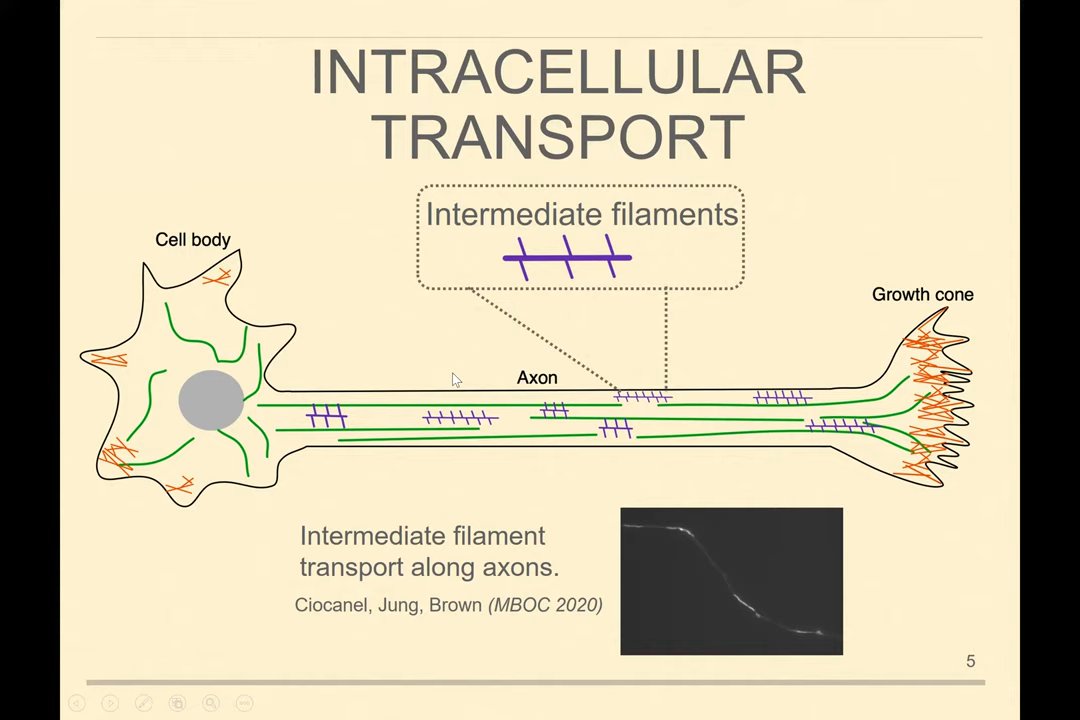 INTRACELLULAR
TRANSPORT
Intermediate filaments
Cell body
Growth cone
Axon
Intermediate filament
transport along axons.
Ciocanel, Jung, Brown (MBOC 2020)
5